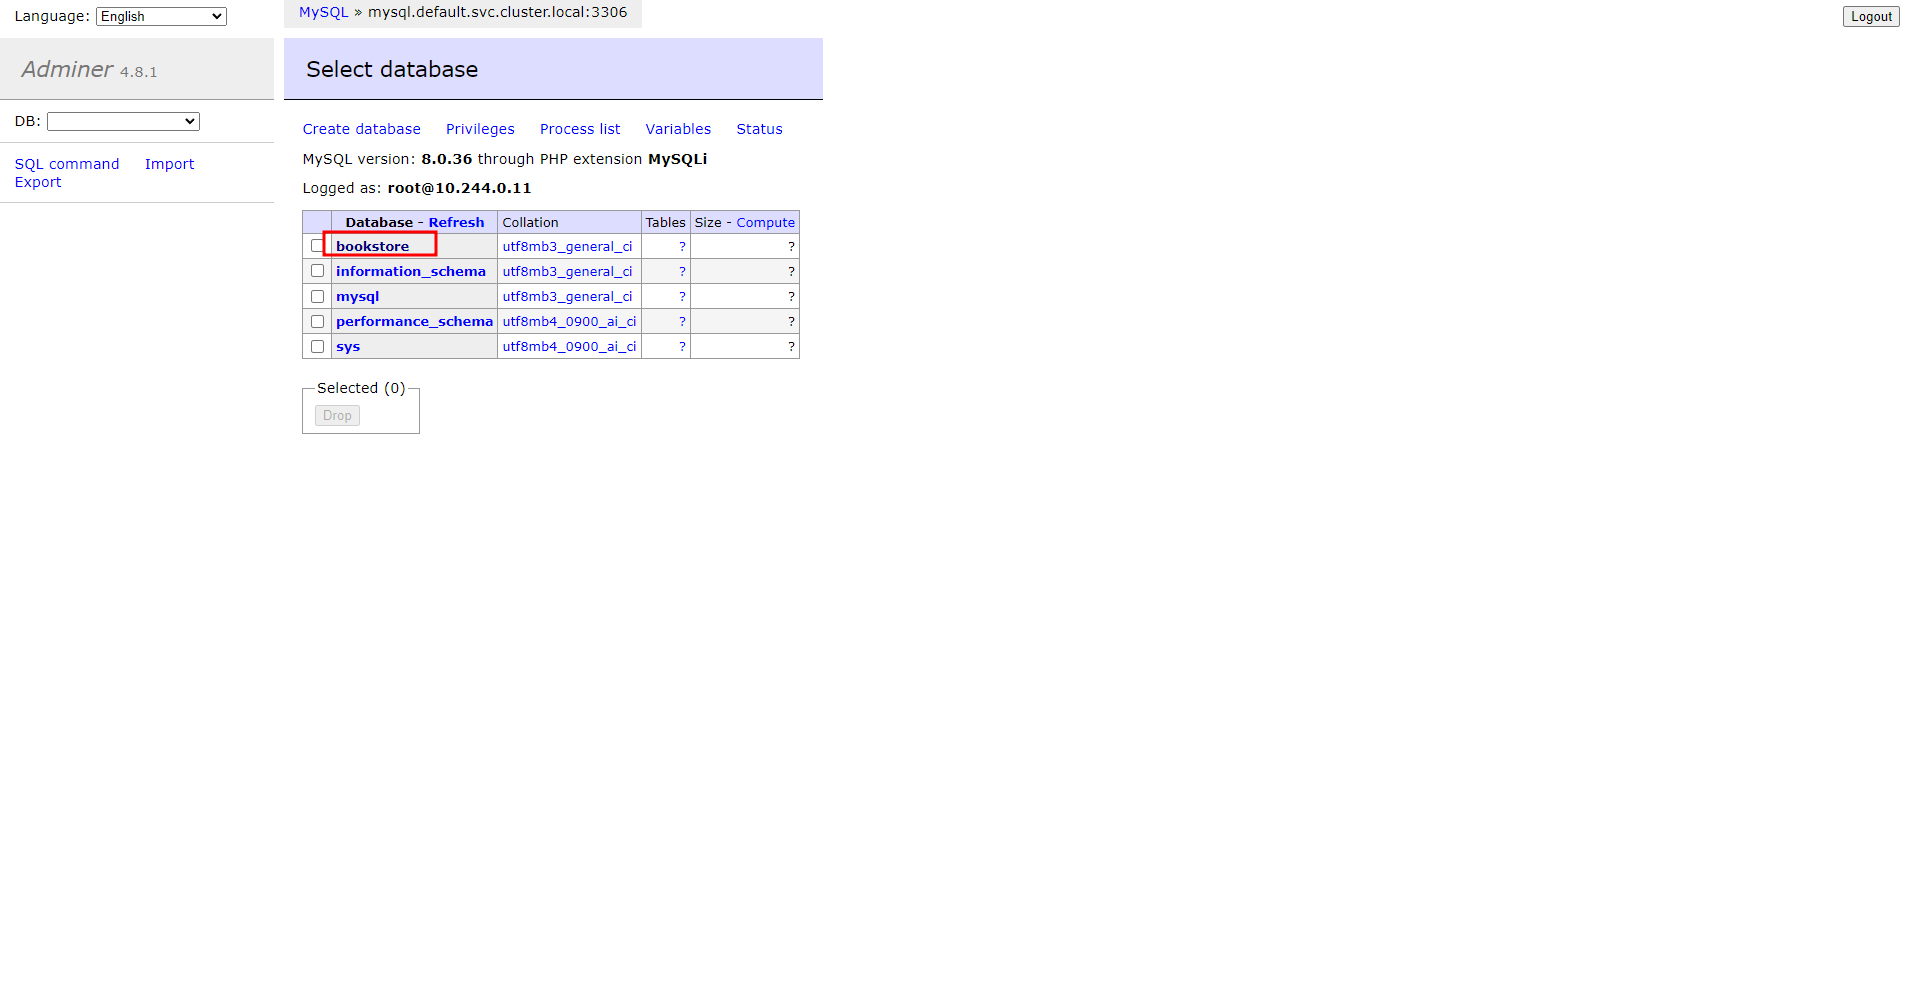 Language: English
MySQL » mysql.default.svc.cluster.local:3306
Logout
Adminer 4.8.1
Select database
DB:
SQL command Import
Export
Create database Privileges Process list Variables Status
MySQL version: 8.0.36 through PHP extension MySQLi
Logged as: root@10.244.0.11
Database - Refresh Collation Tables Size - Compute
bookstore utf8mb3_general_ci ? ?
information_schema utf8mb3_general_ci ? ?
mysql utf8mb3_general_ci ? ?
performance_schema utf8mb4_0900_ai_ci ? ?
sys utf8mb4_0900_ai_ci ? ?
Selected (0)
Drop